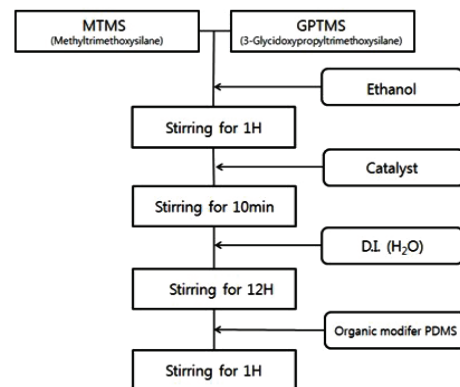 MTMS
(Methyltrimethoxysilane)
GPTMS
(3-Glycidoxypropyltrimethoxysilane)
Ethanol
Stirring for 1H
Catalyst
Stirring for 10min
D.I. (H₂O)
Stirring for 12H
Organic modifer PDMS
Stirring for 1H